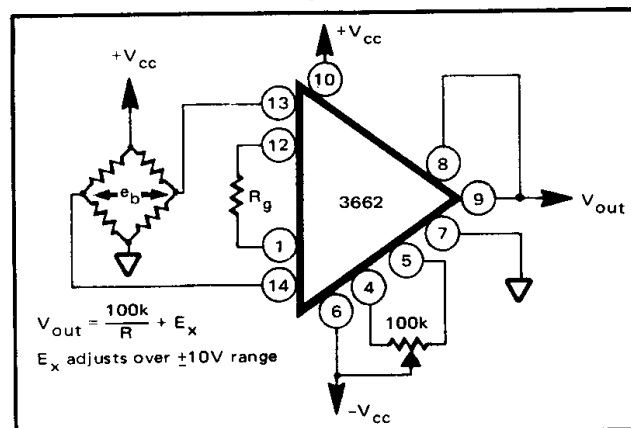 +Vcc
+Vcc
10
13
12
eb
Rg
3662
8
9
Vout
7
1
5
14
4
6
100k
Vout = 100k/R + Ex
Ex adjusts over ±10V range
-Vcc